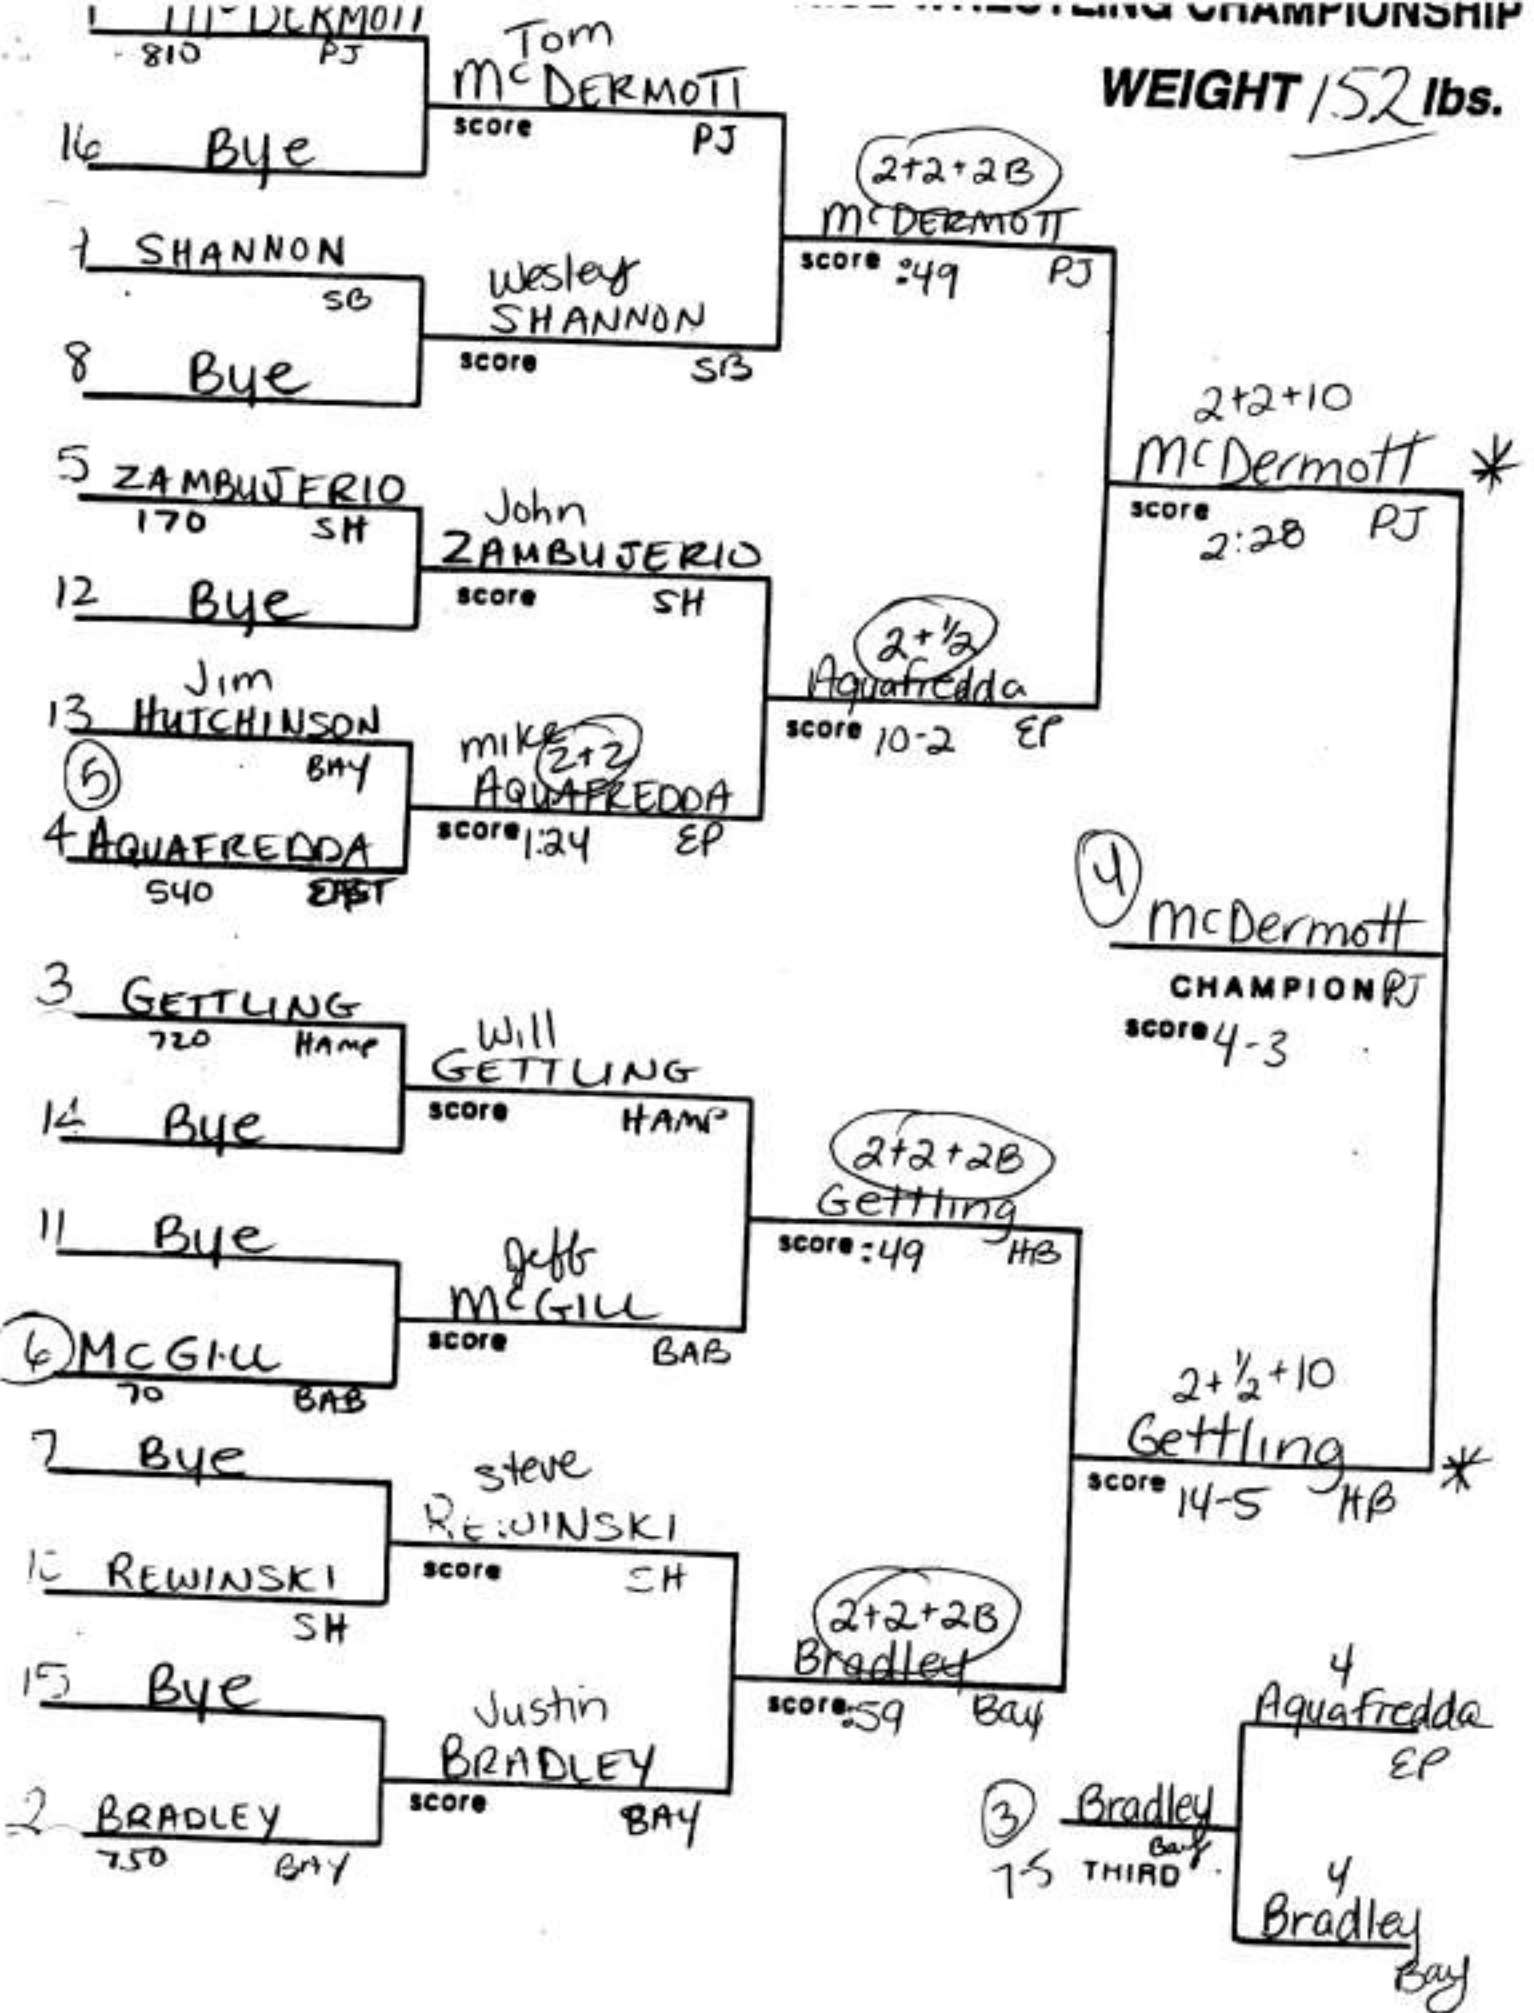 WRESTLING CHAMPIONSHIP
WEIGHT 152 lbs.
1 McDERMOTT
810 PJ
16 Bye
Tom
McDERMOTT
score PJ
SHANNON
SB
8 Bye
Wesley
SHANNON
score SB
2+2+2B
McDERMOTT
score :49 PJ
5 ZAMBUJERIO
170 SH
12 Bye
John
ZAMBUJERIO
score SH
Jim
13 HUTCHINSON
BAY
5
4 AQUAFREDDA
540 EAST
mike 2+2
AQUAFREDDA
score 1:24 EP
2+1/2
Aquafredda
score 10-2 EP
2+2+10
McDermott *
score 2:28 PJ
4
McDermott
CHAMPION PJ
score 4-3
3 GETTLING
720 HAMP
14 Bye
Will
GETTLING
score HAMP
11 Bye
6 McGILL
70 BAB
Jeff
McGILL
score BAB
2+2+2B
Gettling
score :49 HB
7 Bye
REWINSKI
SH
Steve
REWINSKI
score SH
15 Bye
2 BRADLEY
750 BAY
Justin
BRADLEY
score BAY
2+2+2B
Bradley
score :59 Bay
2+1/2+10
Gettling *
score 14-5 HB
4
Aquafredda
EP
3 Bradley
Bay
7-5 THIRD
4
Bradley
Bay